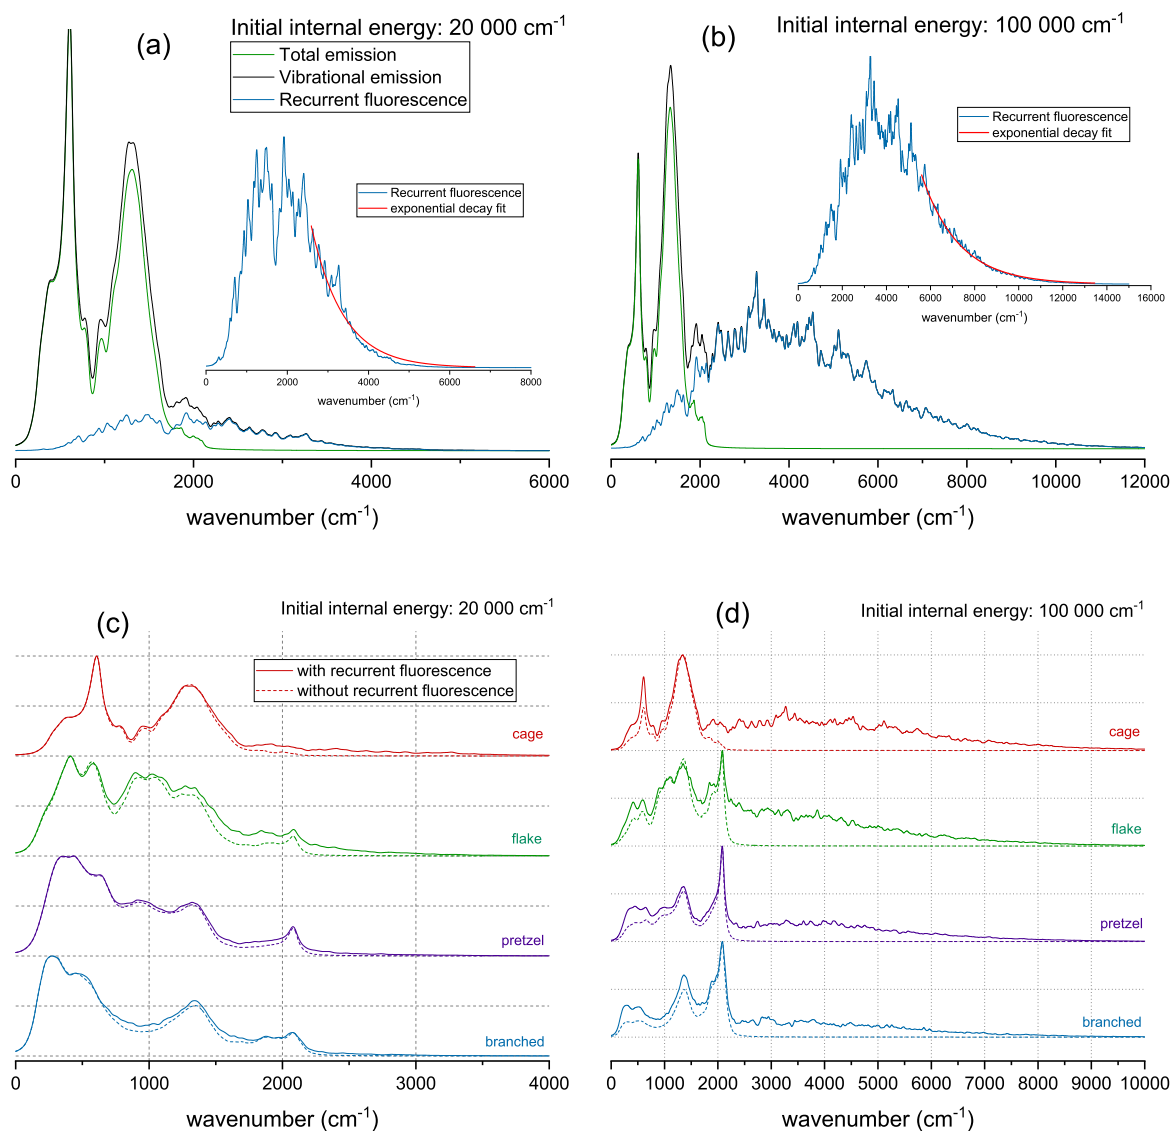 Initial internal energy: 20 000 cm-1
(a)
Total emission
Vibrational emission
Recurrent fluorescence
Recurrent fluorescence
exponential decay fit
0 2000 4000 6000 8000
wavenumber (cm-1)
0 2000 4000 6000
wavenumber (cm-1)
Initial internal energy: 100 000 cm-1
(b)
Recurrent fluorescence
exponential decay fit
0 2000 4000 6000 8000 10000 12000 14000 16000
wavenumber (cm-1)
0 2000 4000 6000 8000 10000 12000
wavenumber (cm-1)
Initial internal energy: 20 000 cm-1
(c)
with recurrent fluorescence
without recurrent fluorescence
cage
flake
pretzel
branched
0 1000 2000 3000 4000
wavenumber (cm-1)
Initial internal energy: 100 000 cm-1
(d)
cage
flake
pretzel
branched
0 1000 2000 3000 4000 5000 6000 7000 8000 9000 10000
wavenumber (cm-1)